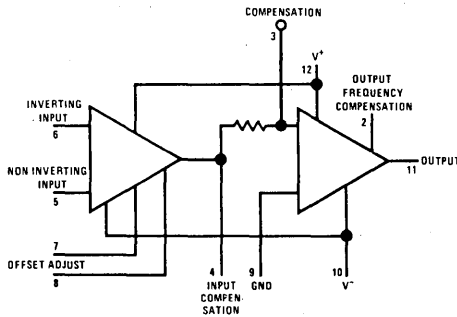 COMPENSATION
3
V+
12
OUTPUT
FREQUENCY
COMPENSATION
2
INVERTING
INPUT
6
OUTPUT
11
NON INVERTING
INPUT
5
7
OFFSET ADJUST
8
4
INPUT
COMPEN-
SATION
9
GND
10
V-